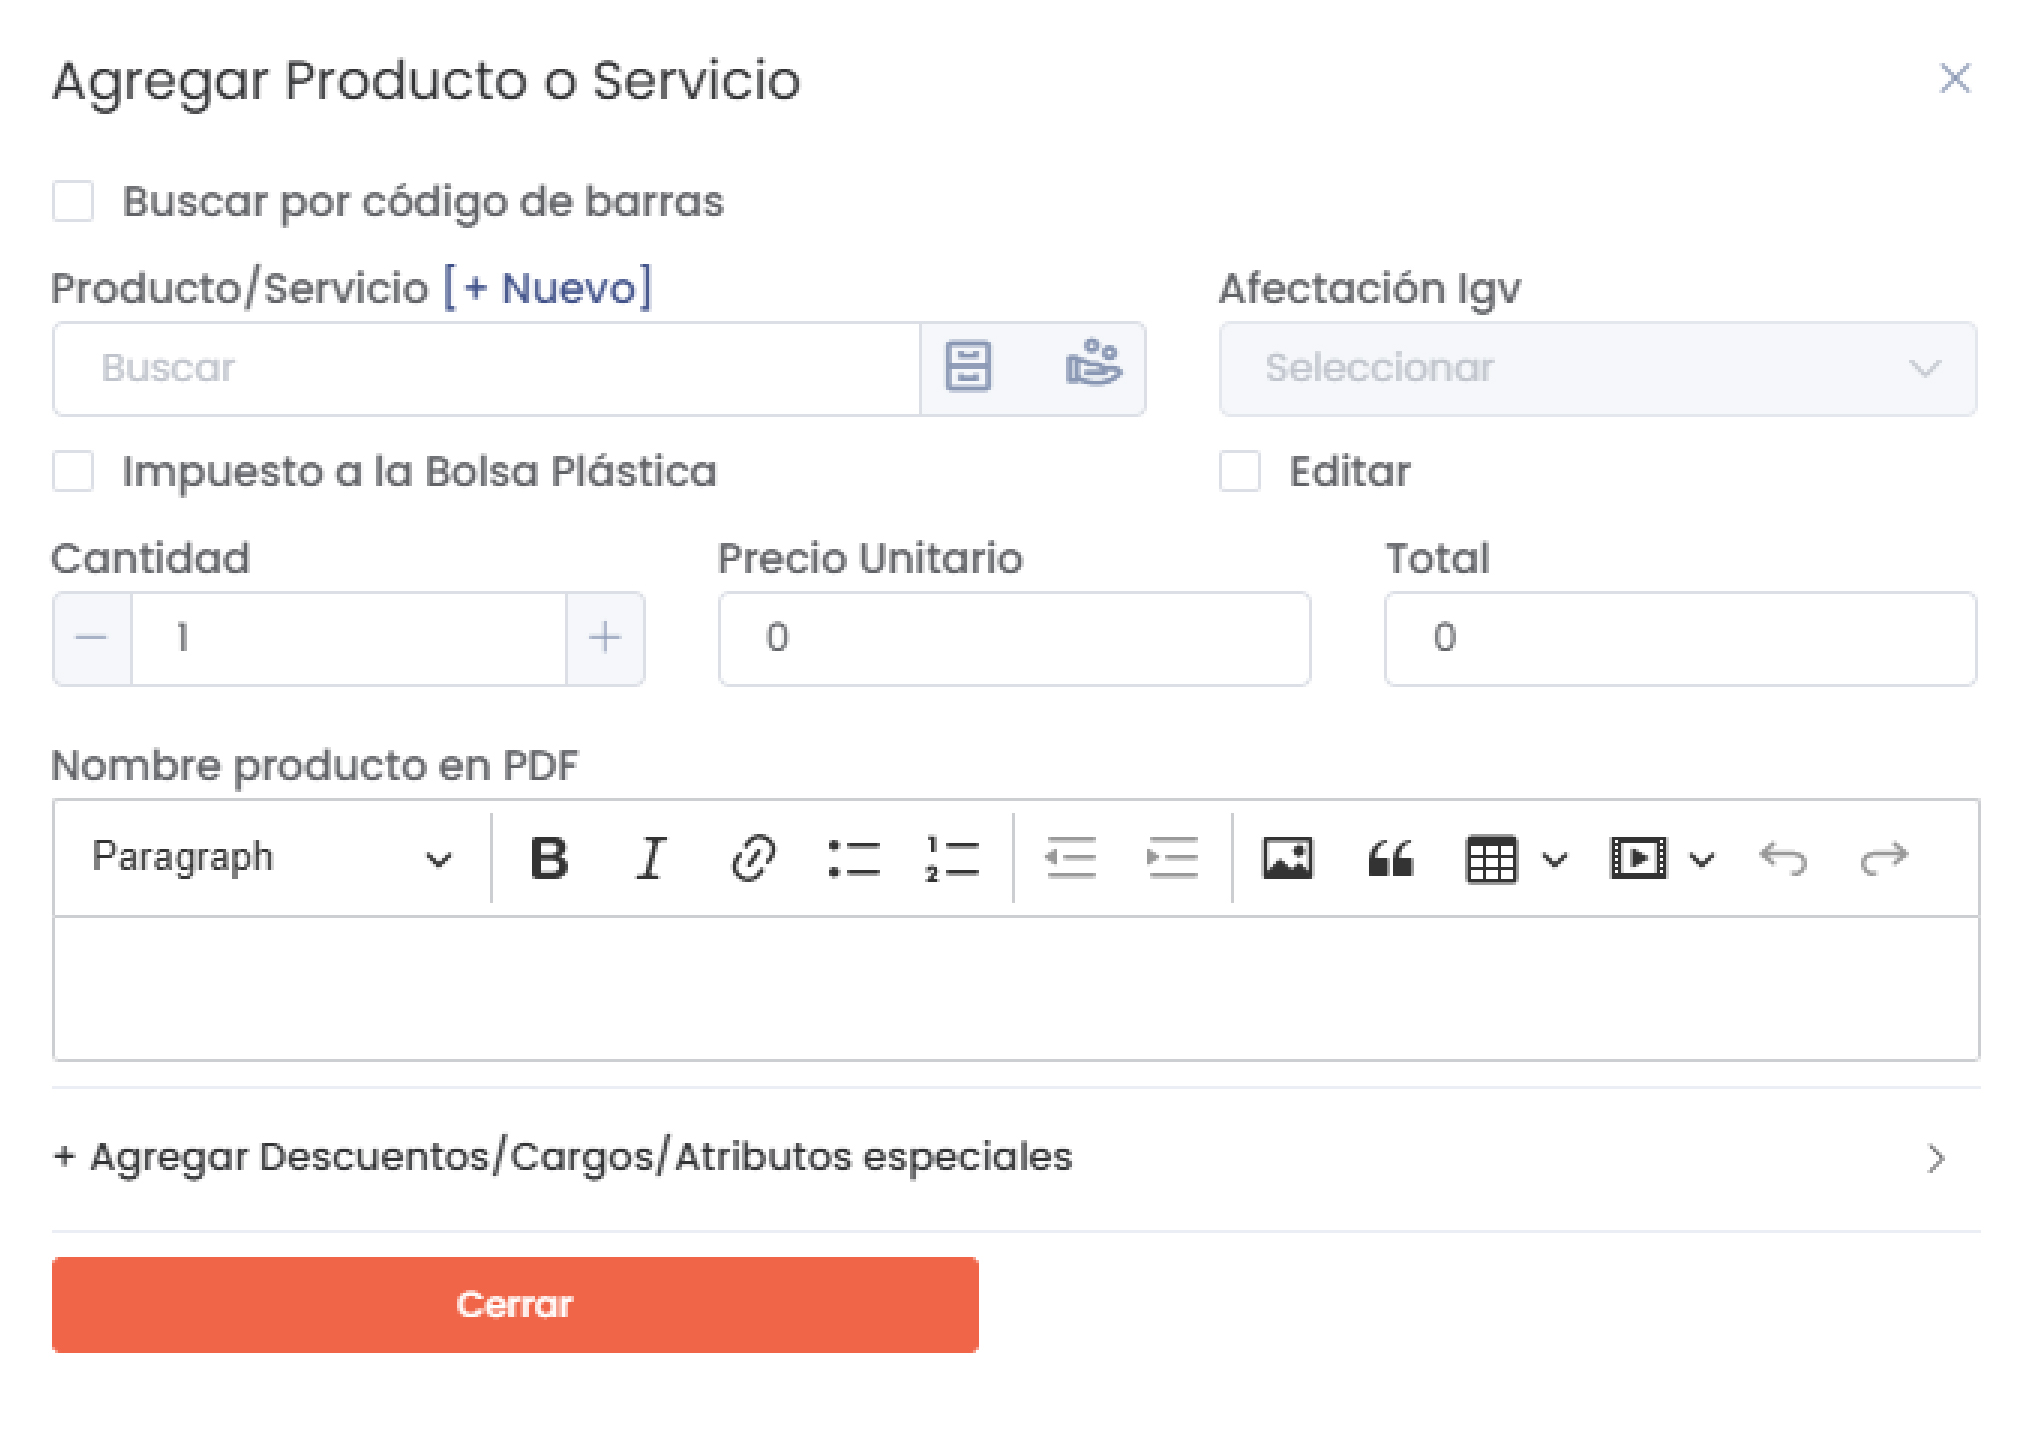 Agregar Producto o Servicio
Buscar por código de barras
Producto/Servicio [+ Nuevo]
Afectación Igv
Buscar
Seleccionar
Impuesto a la Bolsa Plástica
Editar
Cantidad
Precio Unitario
Total
1
0
0
Nombre producto en PDF
Paragraph
+ Agregar Descuentos/Cargos/Atributos especiales
Cerrar